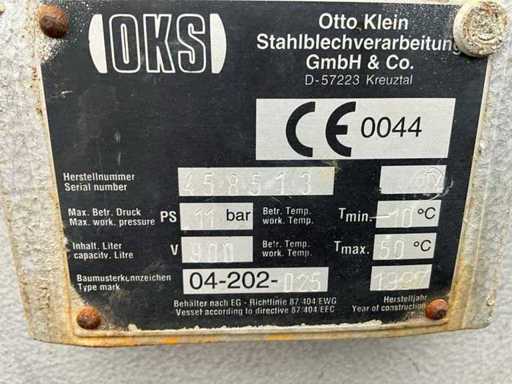 OKS
Otto Klein
Stahlblechverarbeitung
GmbH & Co.
D-57223 Kreuztal
CE 0044
Herstellnummer
Serial number
458513
Max. Betr. Druck
Max. work. pressure
PS 11 bar
Betr. Temp.
work. Temp.
Tmin. -10 °C
Inhalt. Liter
capacity. Litre
V 900
Betr. Temp.
work. Temp.
Tmax. 50 °C
Baumusterkennzeichen
Type mark
04-202-025
Behälter nach EG - Richtlinie 87/404/EWG
Vessel according to directive 87/404/EEC
Herstelljahr
Year of construction